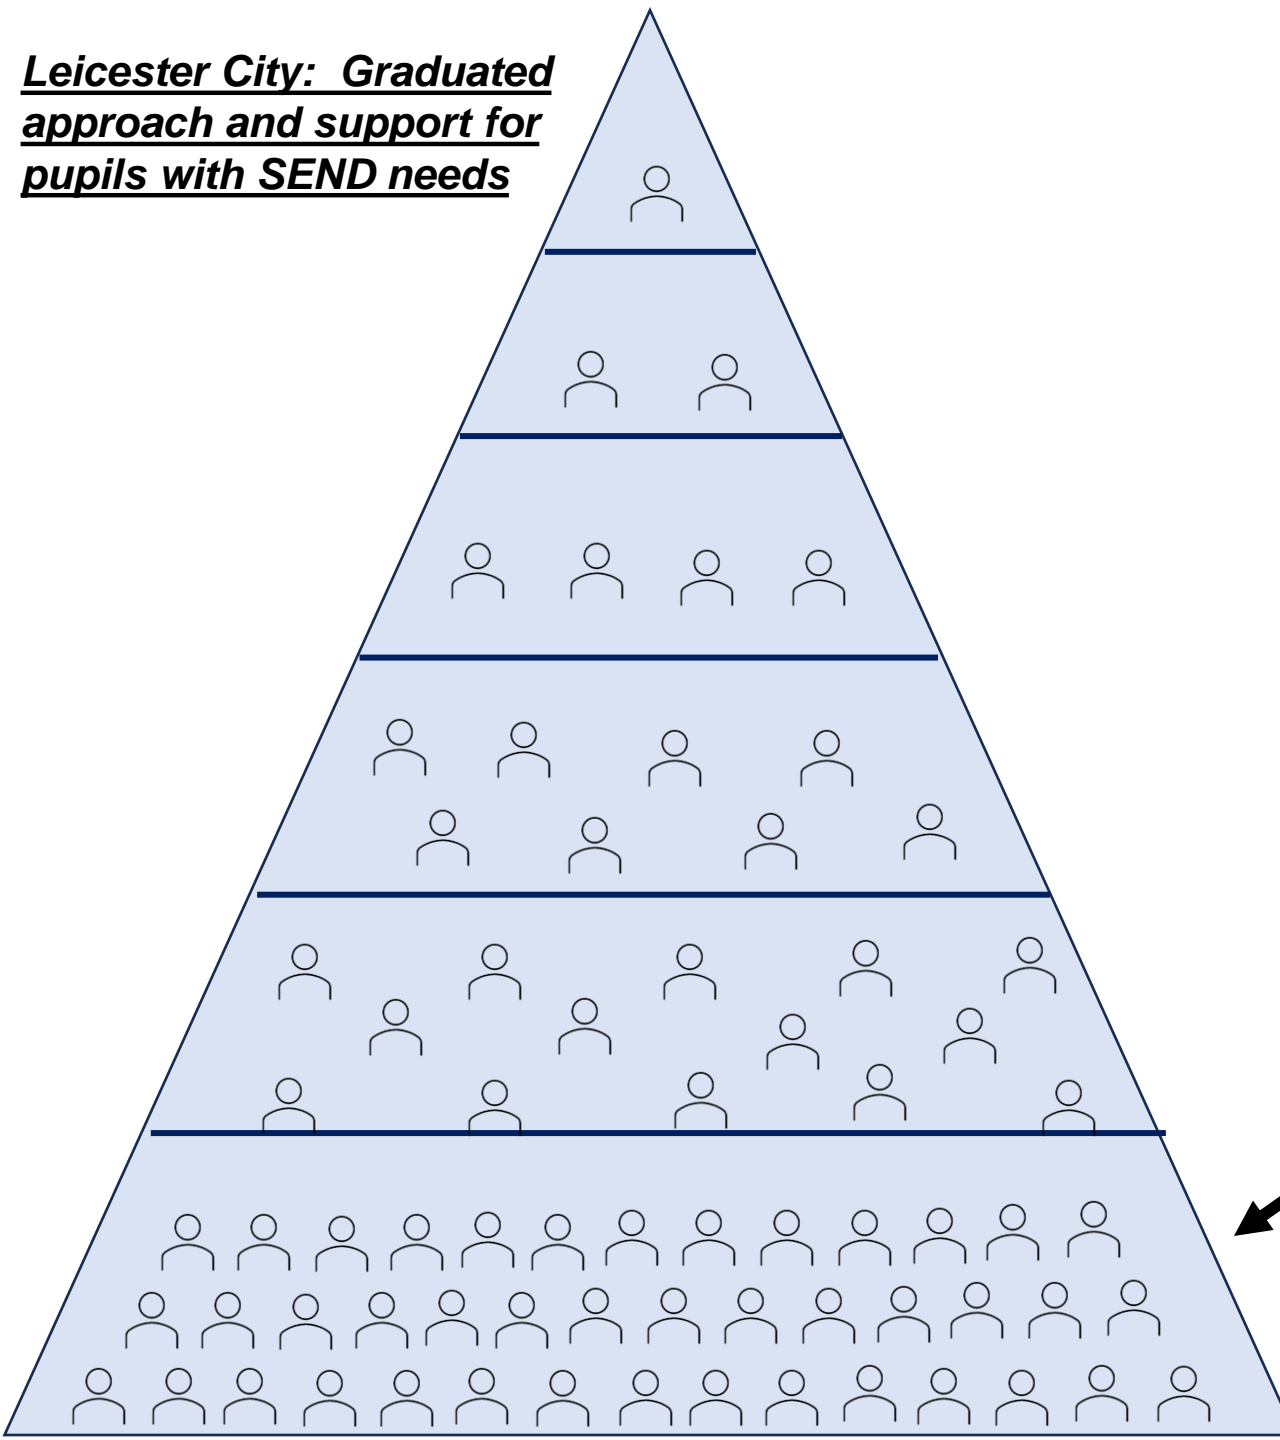 Leicester City:  Graduated
approach and support for
pupils with SEND needs